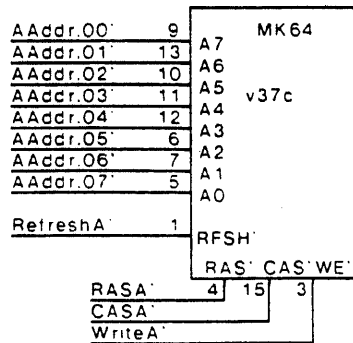 AAddr.00' 9 A7 MK64
AAddr.01' 13 A6
AAddr.02' 10 A5
AAddr.03' 11 A4 v37c
AAddr.04' 12 A3
AAddr.05' 6 A2
AAddr.06' 7 A1
AAddr.07' 5 A0
RefreshA' 1 RFSH'
RAS' CAS' WE'
RASA' 4 15 3
CASA'
WriteA'